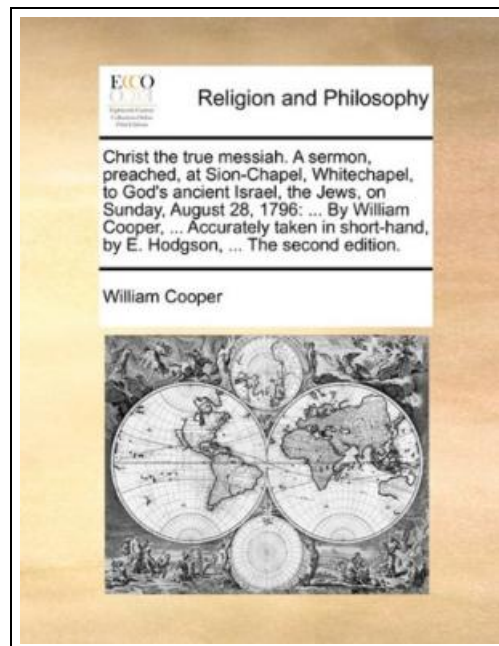 ECCO
Religion and Philosophy
Christ the true messiah. A sermon,
preached, at Sion-Chapel, Whitechapel,
to God's ancient Israel, the Jews, on
Sunday, August 28, 1796: ... By William
Cooper, ... Accurately taken in short-hand,
by E. Hodgson, ... The second edition.
William Cooper